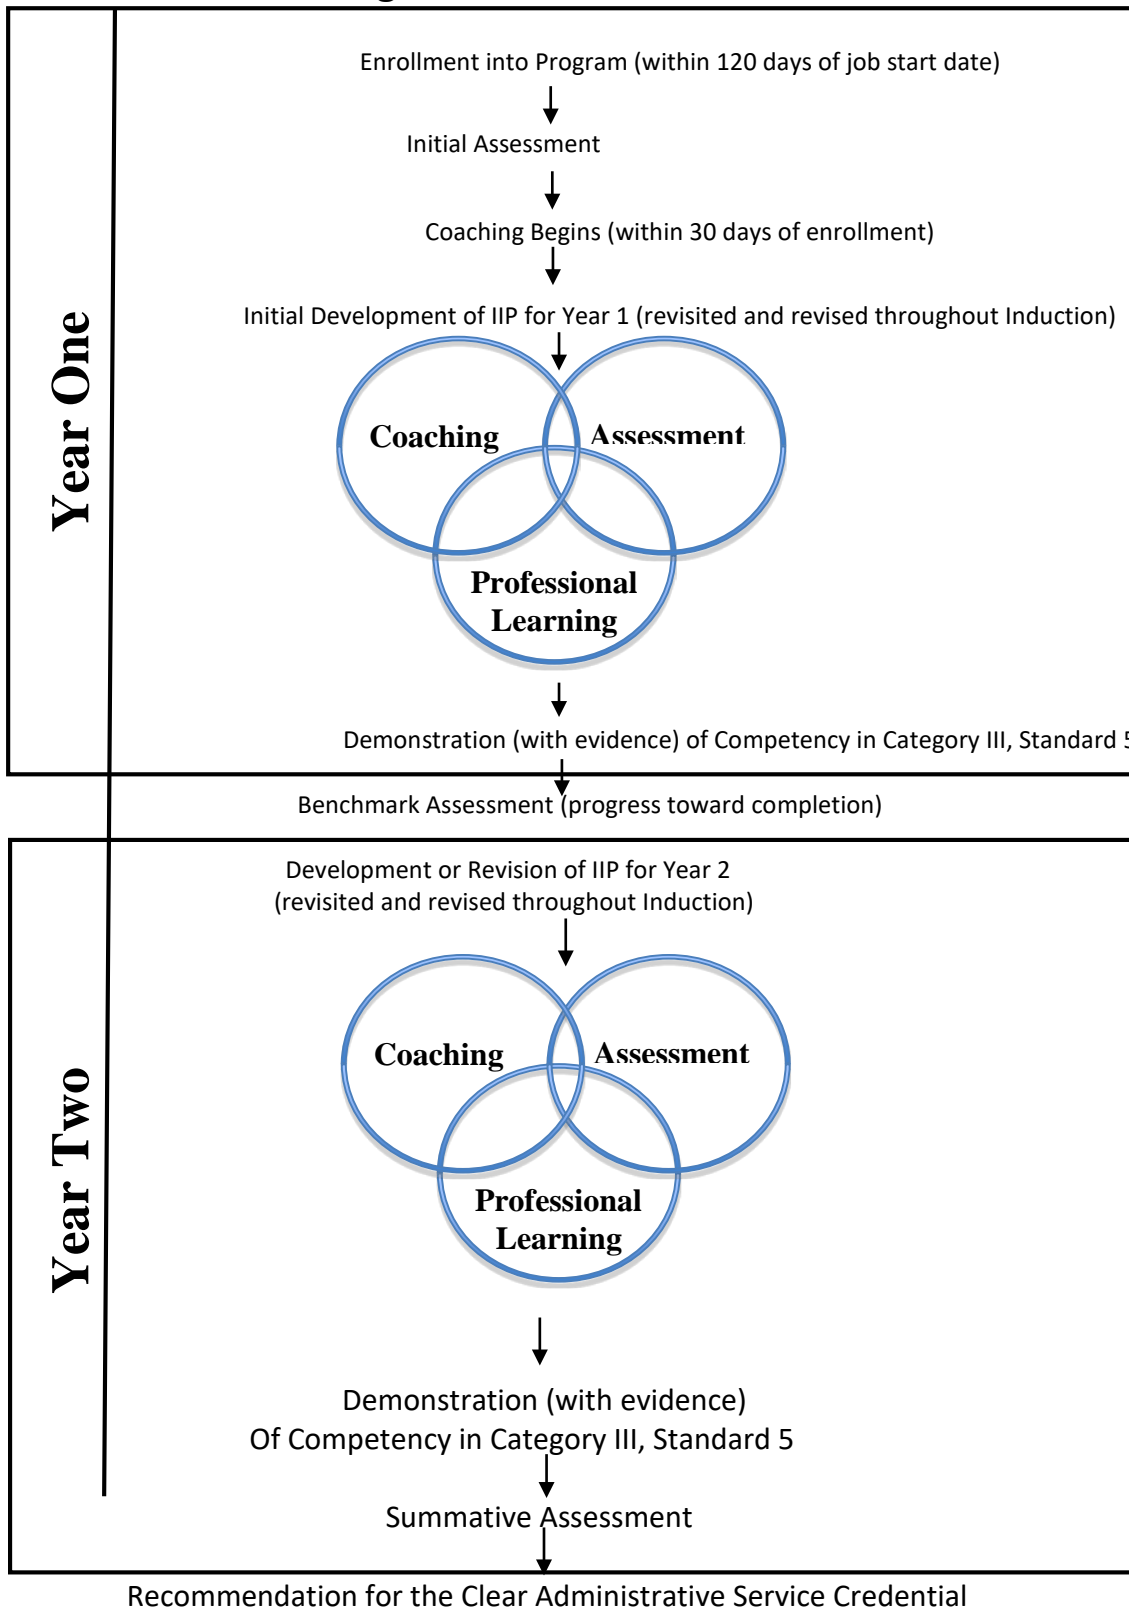 Enrollment into Program (within 120 days of job start date)
Initial Assessment
Coaching Begins (within 30 days of enrollment)
Initial Development of IIP for Year 1 (revisited and revised throughout Induction)
Year One
Coaching
Assessment
Professional
Learning
Demonstration (with evidence) of Competency in Category III, Standard 5
Benchmark Assessment (progress toward completion)
Development or Revision of IIP for Year 2
(revisited and revised throughout Induction)
Year Two
Coaching
Assessment
Professional
Learning
Demonstration (with evidence)
Of Competency in Category III, Standard 5
Summative Assessment
Recommendation for the Clear Administrative Service Credential